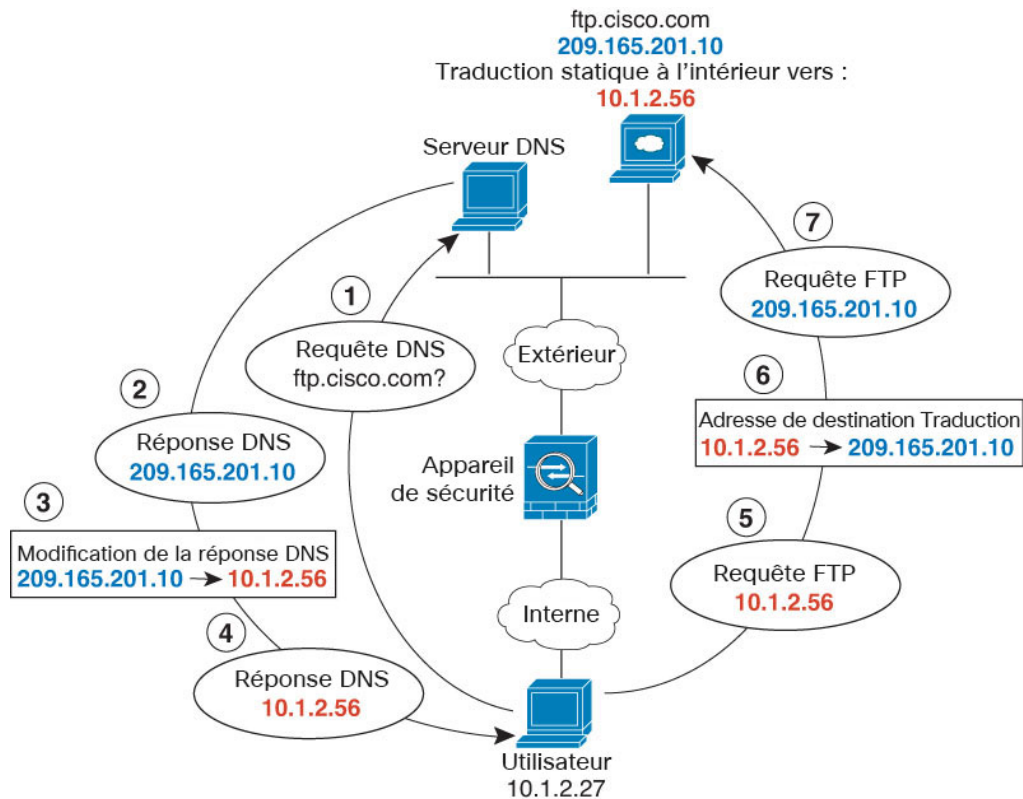 ftp.cisco.com
209.165.201.10
Traduction statique à l'intérieur vers :
10.1.2.56
Serveur DNS
7
Requête FTP
209.165.201.10
1
Requête DNS
ftp.cisco.com?
Extérieur
6
Adresse de destination Traduction
10.1.2.56 → 209.165.201.10
2
Réponse DNS
209.165.201.10
Appareil
de sécurité
3
Modification de la réponse DNS
209.165.201.10 → 10.1.2.56
5
Requête FTP
10.1.2.56
Interne
4
Réponse DNS
10.1.2.56
Utilisateur
10.1.2.27